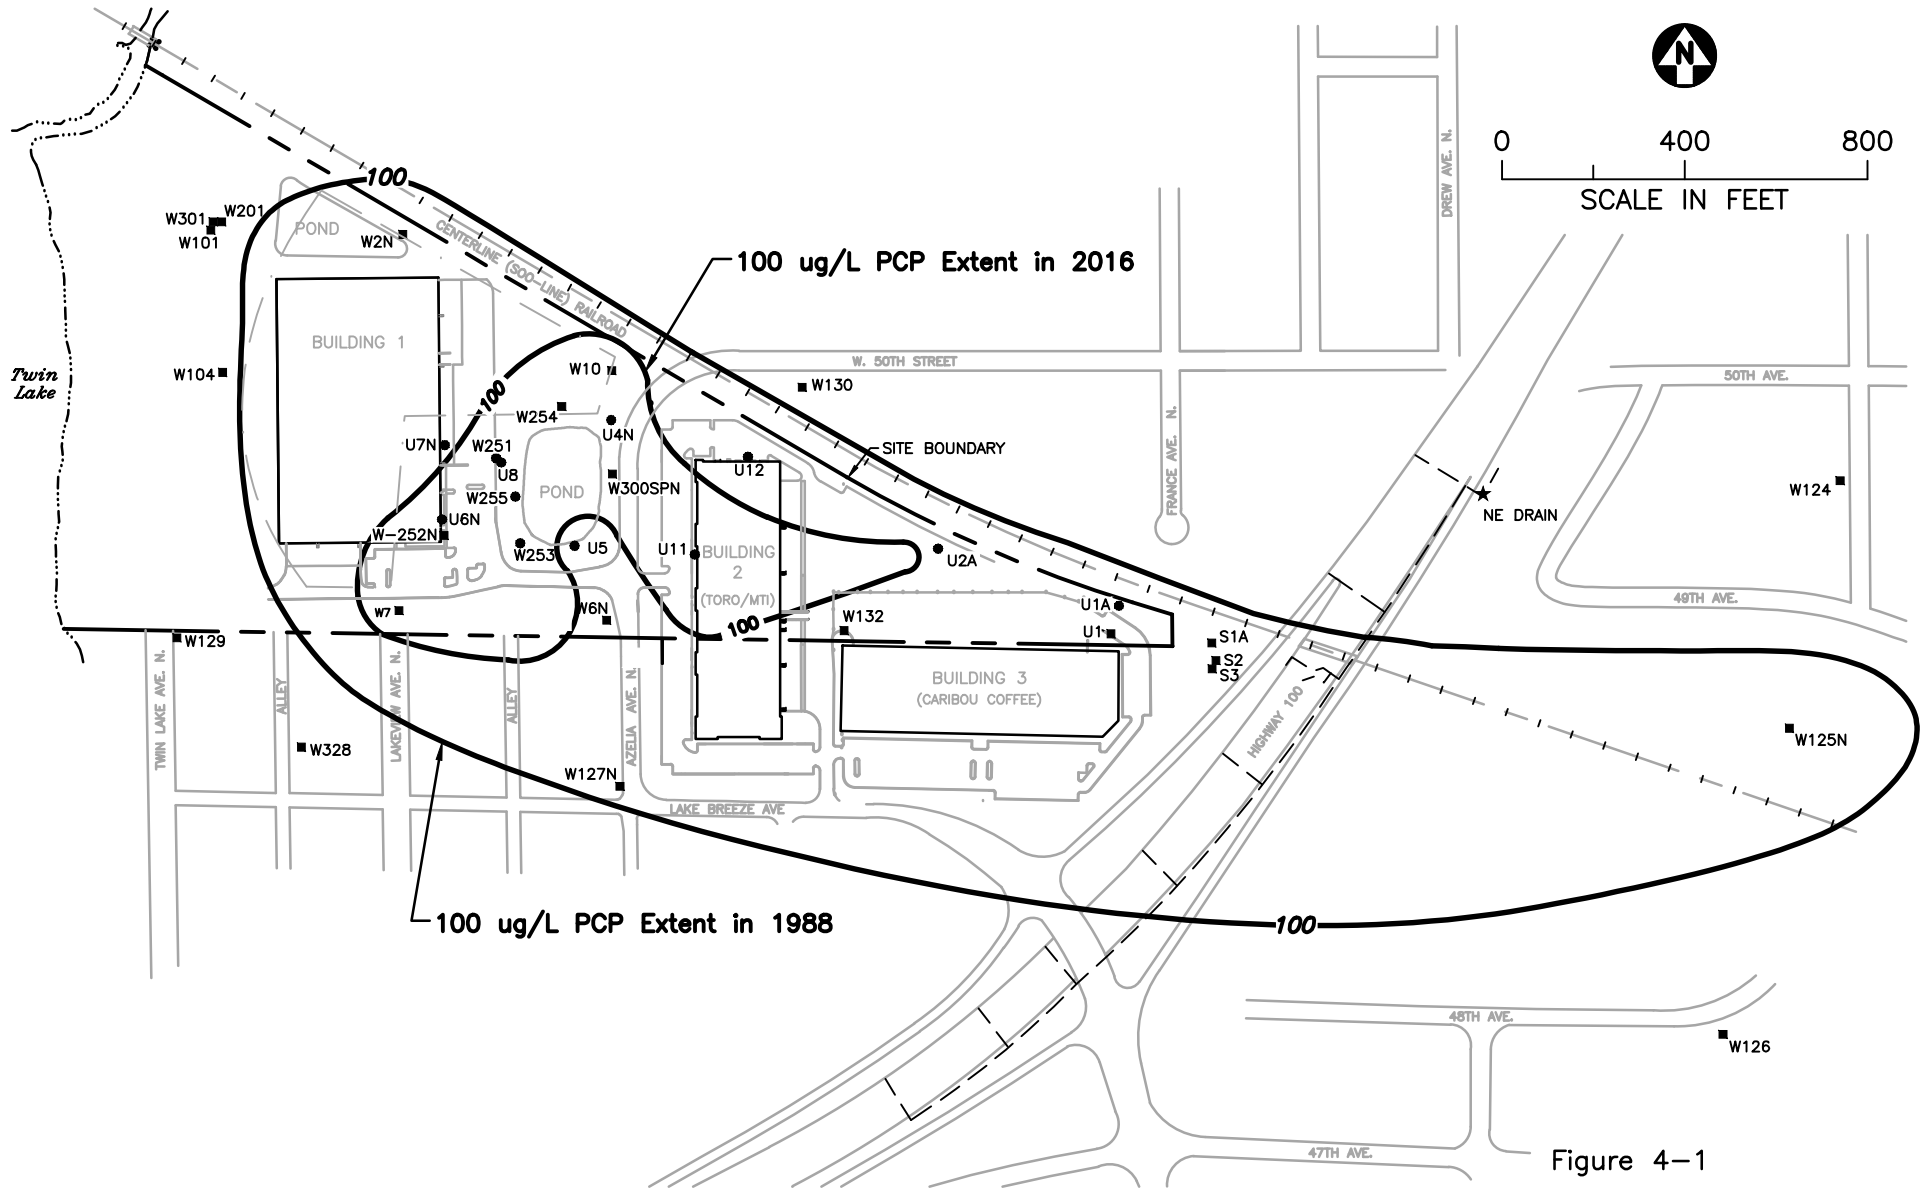 N
0 400 800
SCALE IN FEET
DREW AVE. N.
100
W301 W201
W101
POND
W2N
CENTERLINE (SOO-LINE) RAILROAD
100 ug/L PCP Extent in 2016
BUILDING 1
W. 50TH STREET
50TH AVE.
Twin
Lake
W104
W10
W130
100
W254
U4N
FRANCE AVE. N.
U7N
W251
U8
U12
SITE BOUNDARY
W255
POND
W300SPN
W124
NE DRAIN
U6N
W-252N
W253
U5
U11
BUILDING
2
(TORO/MTI)
U2A
W7
W6N
100
W132
U1A
U1
49TH AVE.
W129
S1A
S2
S3
TWIN LAKE AVE. N.
ALLEY
LAKEVIEW AVE. N.
ALLEY
AZELIA AVE. N.
BUILDING 3
(CARIBOU COFFEE)
HIGHWAY 100
W328
W125N
W127N
LAKE BREEZE AVE
100 ug/L PCP Extent in 1988
100
48TH AVE.
W126
47TH AVE.
Figure 4-1